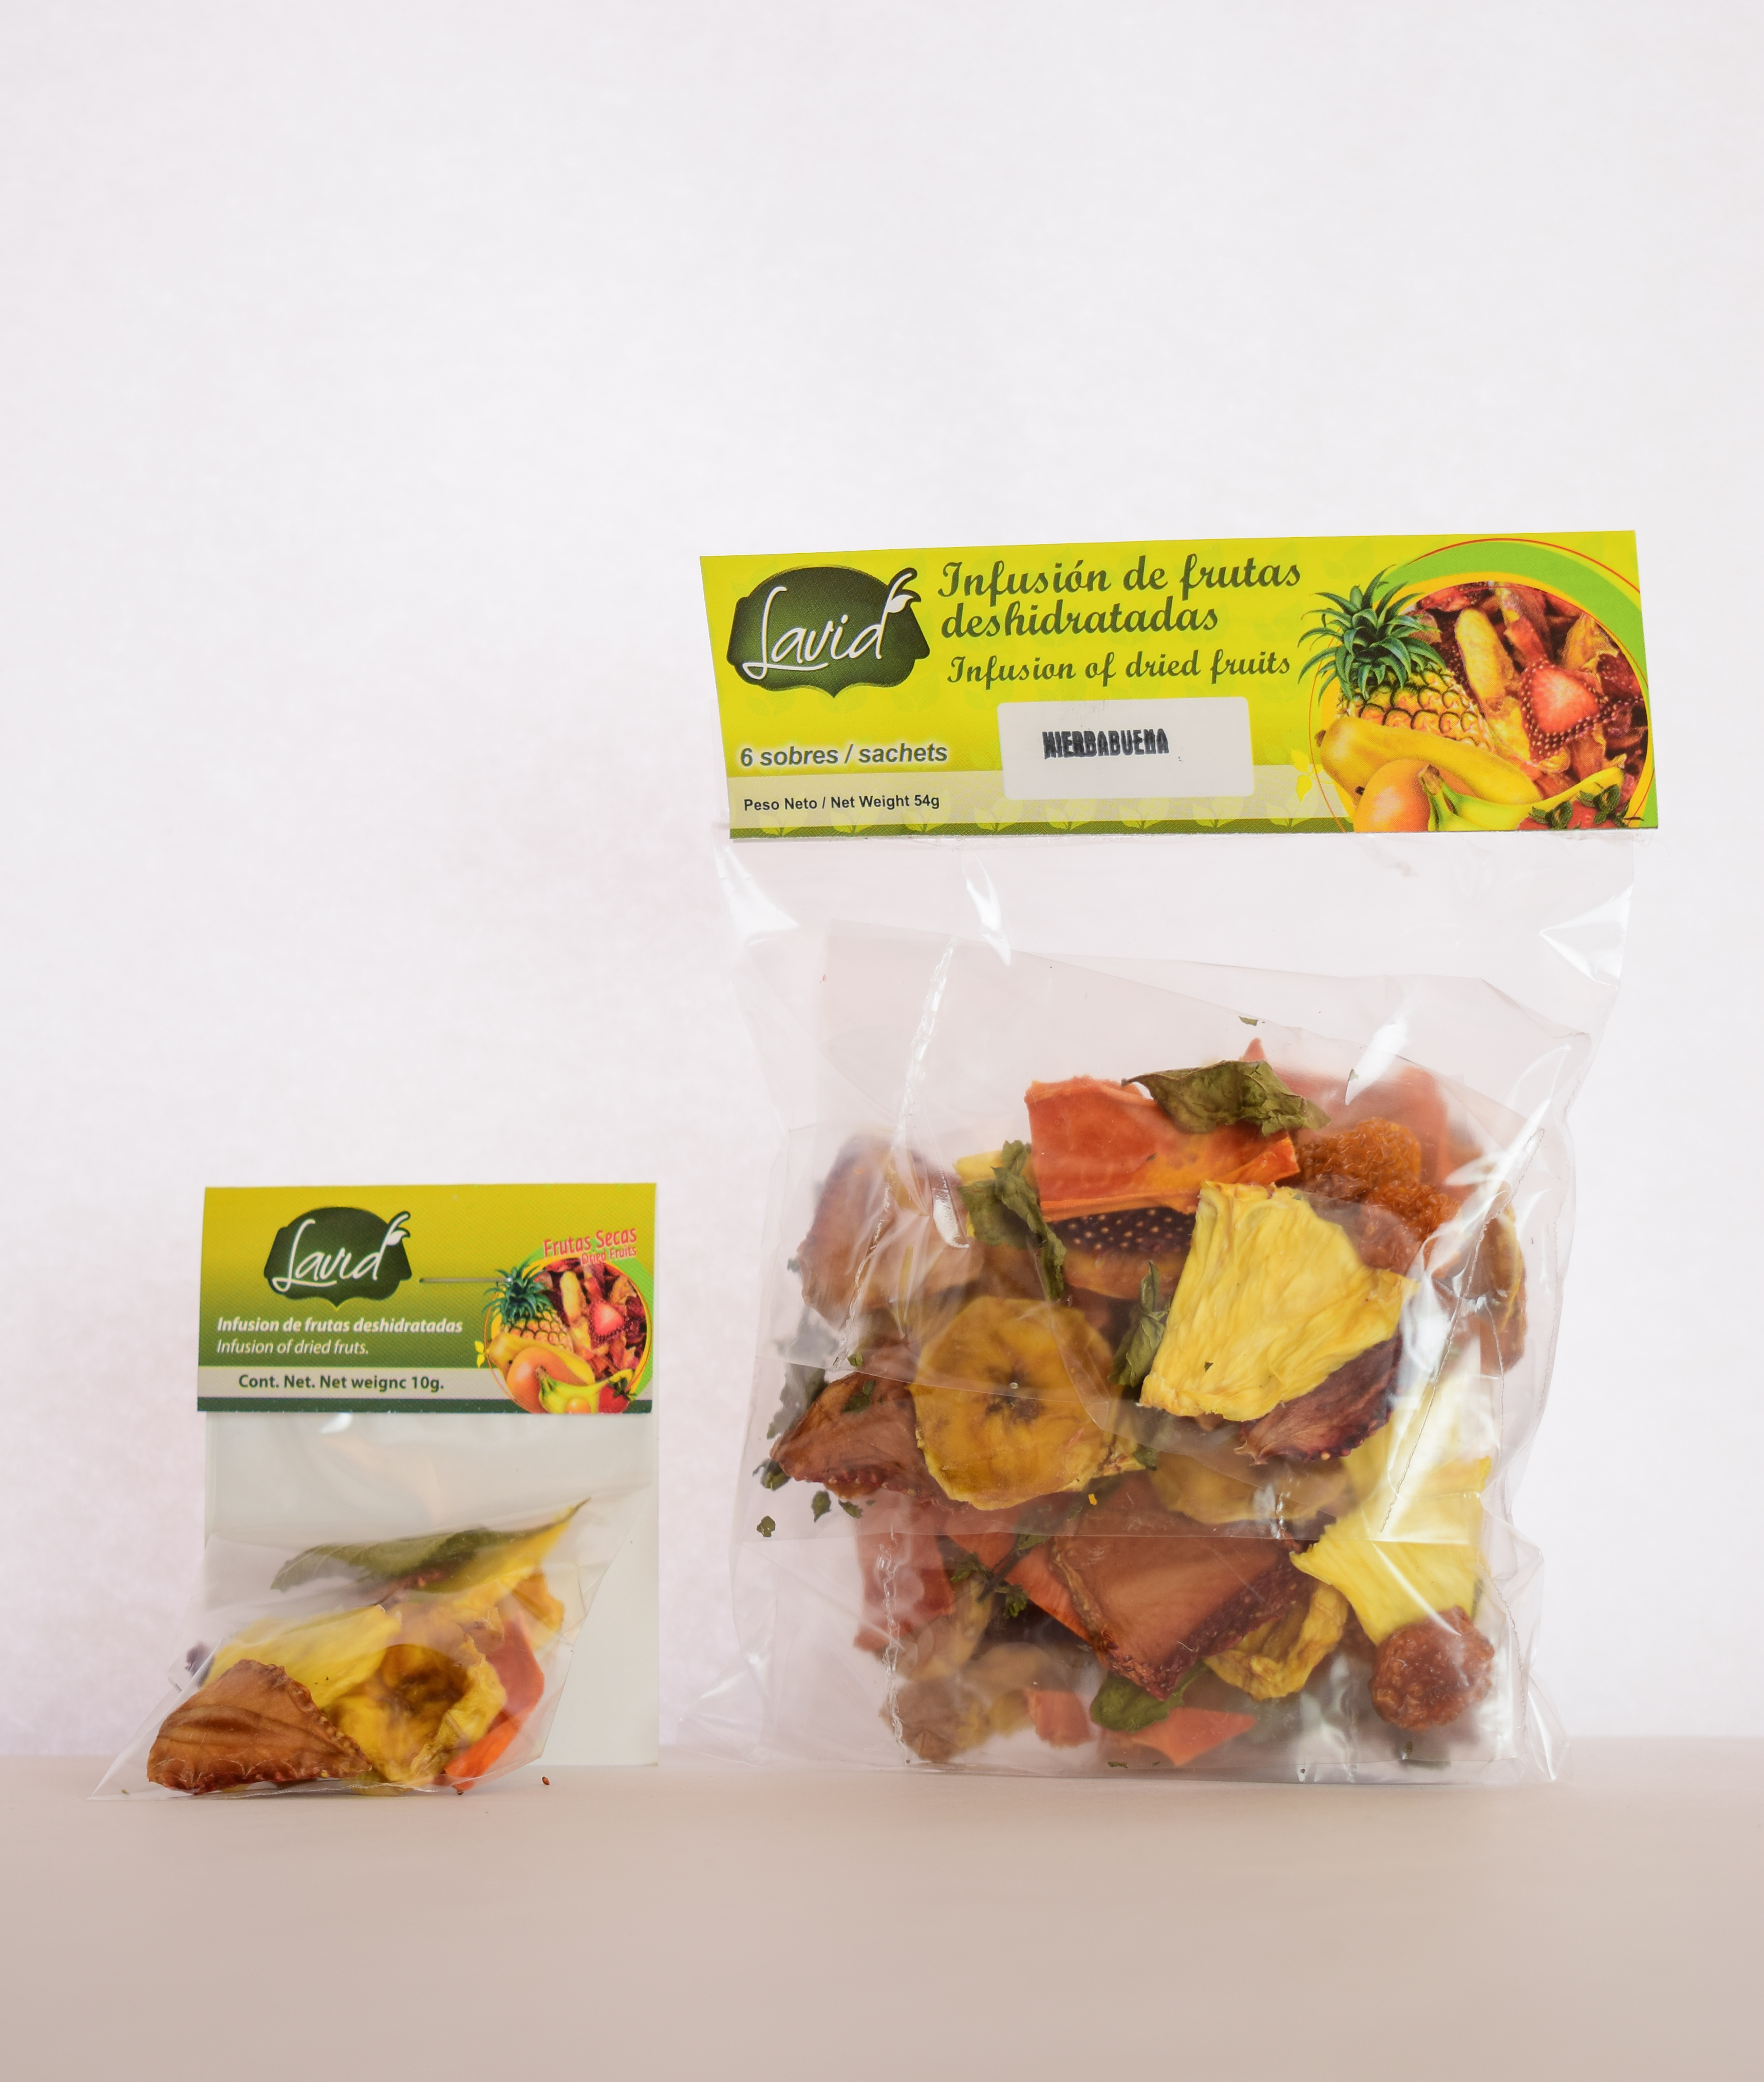 Lavid
Infusión de frutas
deshidratadas
Infusion of dried fruits
HIERBABUENA
6 sobres / sachets
Peso Neto / Net Weight 54g
Lavid
Frutas Secas
Dried Fruits
Infusion de frutas deshidratadas
Infusion of dried fruts.
Cont. Net. Net weignc 10g.